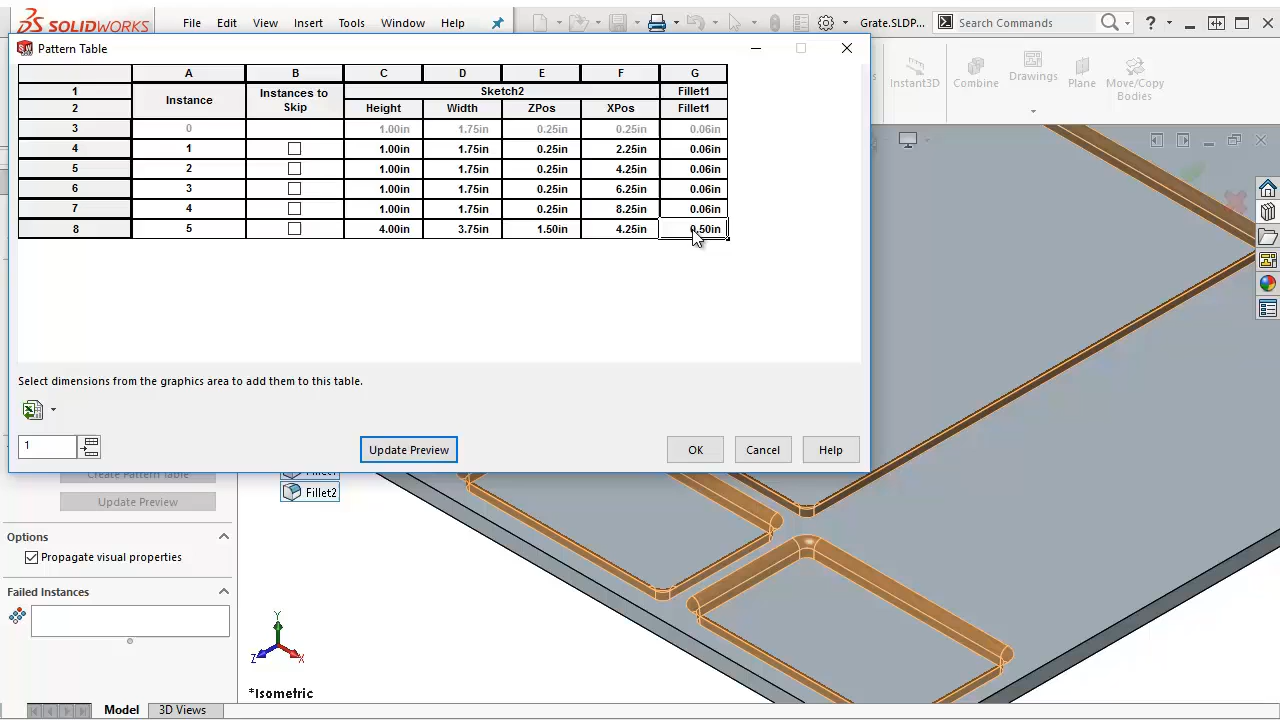 SOLIDWORKS File Edit View Insert Tools Window Help Grate.SLDP... Search Commands ?
Pattern Table
Instant3D Combine Drawings Plane Move/Copy
Bodies
A B C D E F G
1 Instance Instances to Skip Sketch2 Fillet1
2 Height Width ZPos XPos Fillet1
3 0 1.00in 1.75in 0.25in 0.25in 0.06in
4 1 1.00in 1.75in 0.25in 2.25in 0.06in
5 2 1.00in 1.75in 0.25in 4.25in 0.06in
6 3 1.00in 1.75in 0.25in 6.25in 0.06in
7 4 1.00in 1.75in 0.25in 8.25in 0.06in
8 5 4.00in 3.75in 1.50in 4.25in 0.50in
Select dimensions from the graphics area to add them to this table.
1
Update Preview OK Cancel Help
Create Pattern Table
Fillet1
Fillet2
Update Preview
Options
Propagate visual properties
Failed Instances
Y
Z X
*Isometric
Model 3D Views